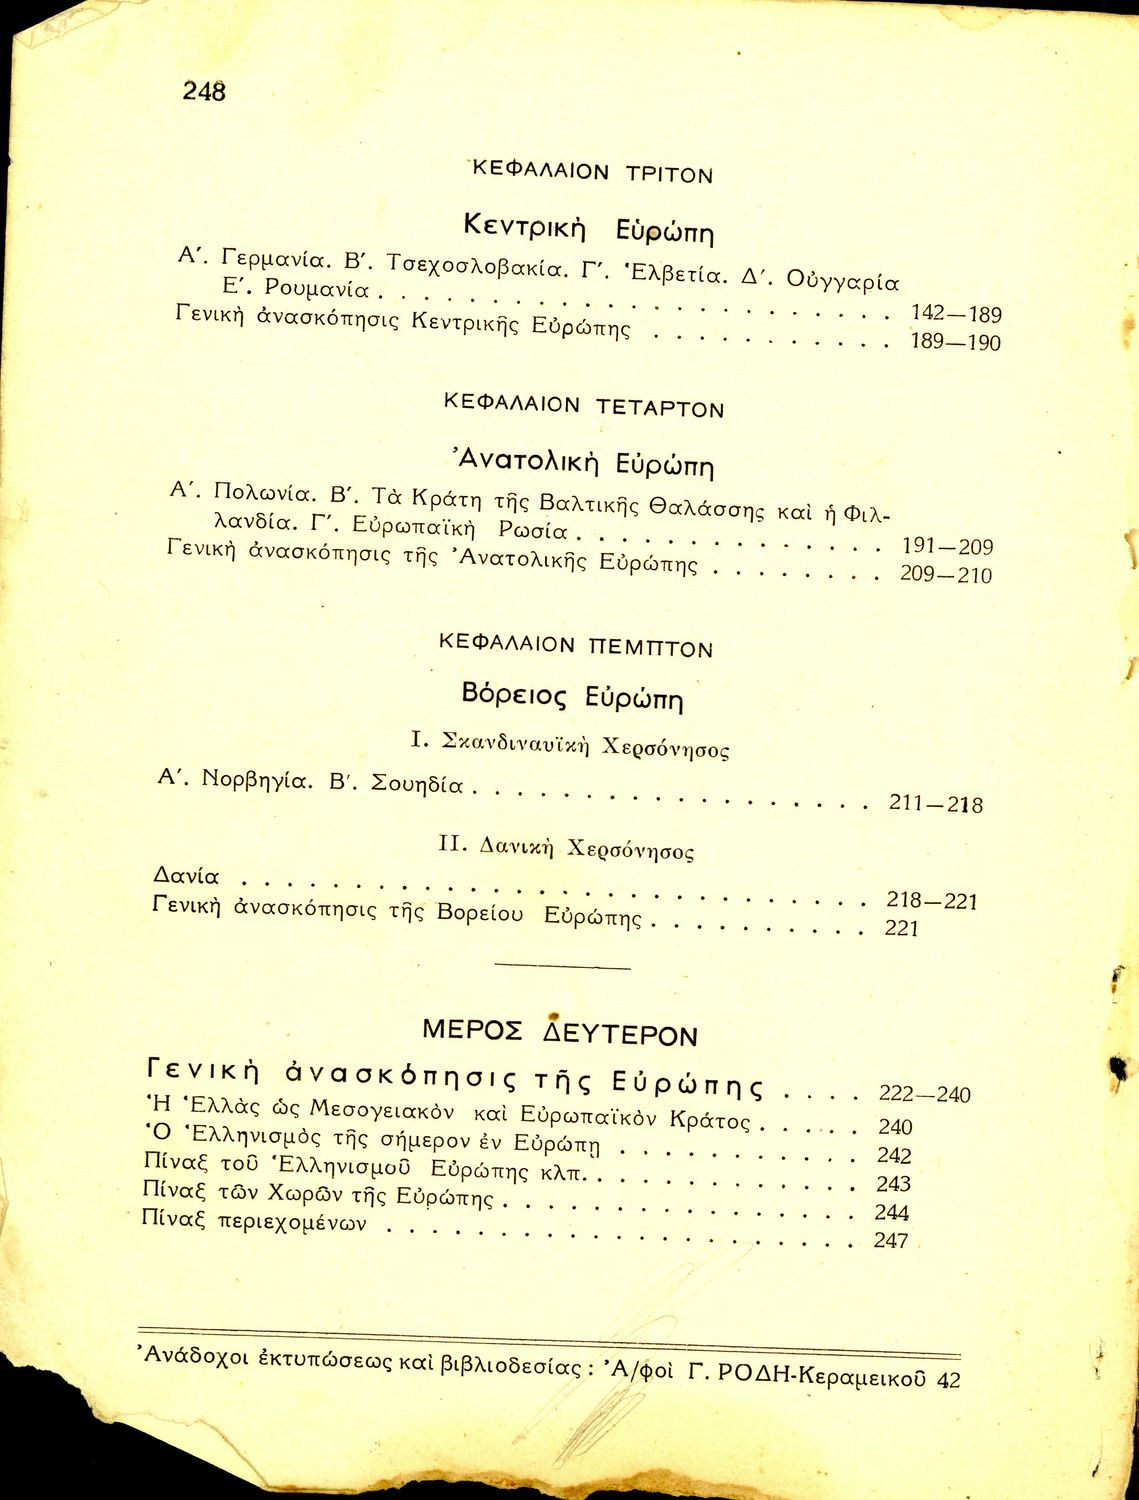 248
ΚΕΦΑΛΑΙΟΝ ΤΡΙΤΟΝ
Κεντρικὴ Εὐρώπη
Α΄. Γερμανία. Β΄. Τσεχοσλοβακία. Γ΄. Ἑλβετία. Δ΄. Οὑγγαρία
Ε΄. Ρουμανία . . . . . . . . . . . . . . . . . . . . . . . 142—189
Γενικὴ ἀνασκόπησις Κεντρικῆς Εὐρώπης . . . . . . . . . . . 189—190
ΚΕΦΑΛΑΙΟΝ ΤΕΤΑΡΤΟΝ
Ἀνατολικὴ Εὐρώπη
Α΄. Πολωνία. Β΄. Τὰ Κράτη τῆς Βαλτικῆς Θαλάσσης καὶ ἡ Φιλ-
λανδία. Γ΄. Εὐρωπαϊκὴ Ρωσία . . . . . . . . . . . . . . 191—209
Γενικὴ ἀνασκόπησις τῆς Ἀνατολικῆς Εὐρώπης . . . . . . . . 209—210
ΚΕΦΑΛΑΙΟΝ ΠΕΜΠΤΟΝ
Βόρειος Εὐρώπη
Ι. Σκανδιναυϊκὴ Χερσόνησος
Α΄. Νορβηγία. Β΄. Σουηδία . . . . . . . . . . . . . . . . . . 211—218
ΙΙ. Δανικὴ Χερσόνησος
Δανία . . . . . . . . . . . . . . . . . . . . . . . . . . . . 218—221
Γενικὴ ἀνασκόπησις τῆς Βορείου Εὐρώπης . . . . . . . . . . 221
ΜΕΡΟΣ ΔΕΥΤΕΡΟΝ
Γενικὴ ἀνασκόπησις τῆς Εὐρώπης . . . . 222—240
Ἡ Ἑλλὰς ὡς Μεσογειακὸν καὶ Εὐρωπαϊκὸν Κράτος . . . . . 240
Ὁ Ἑλληνισμὸς τῆς σήμερον ἐν Εὐρώπῃ . . . . . . . . . . . 242
Πίναξ τοῦ Ἑλληνισμοῦ Εὐρώπης κλπ. . . . . . . . . . . . . 243
Πίναξ τῶν Χωρῶν τῆς Εὐρώπης . . . . . . . . . . . . . . . . 244
Πίναξ περιεχομένων . . . . . . . . . . . . . . . . . . . . . 247
Ἀνάδοχοι ἐκτυπώσεως καὶ βιβλιοδεσίας : Ἀ/φοὶ Γ. ΡΟΔΗ-Κεραμεικοῦ 42